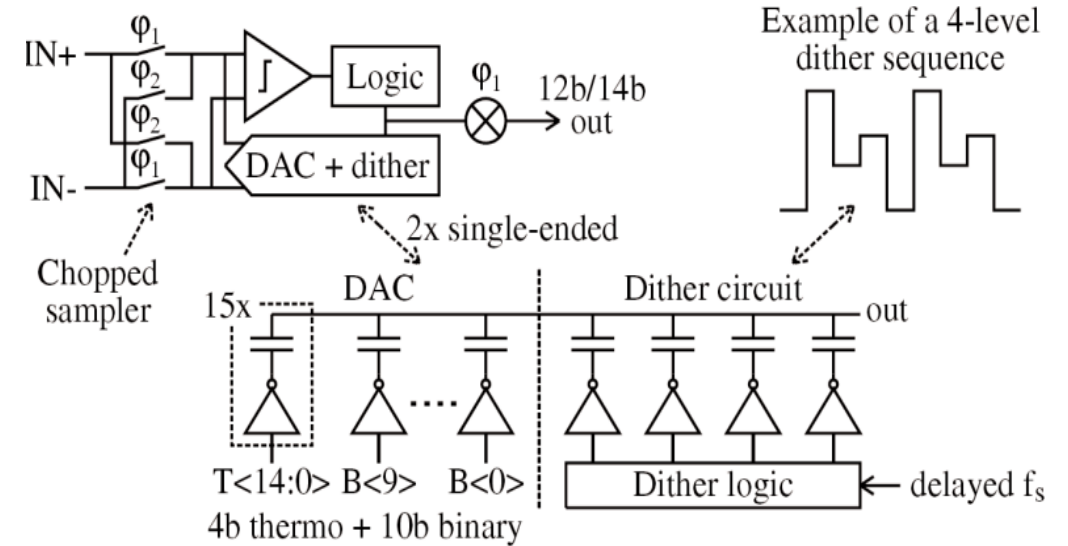 φ1
IN+
φ2
φ2
φ1
IN-
Logic
φ1
12b/14b
out
DAC + dither
Example of a 4-level
dither sequence
2x single-ended
Chopped
sampler
15x
DAC
Dither circuit
out
T<14:0> B<9> B<0>
4b thermo + 10b binary
Dither logic
delayed fs